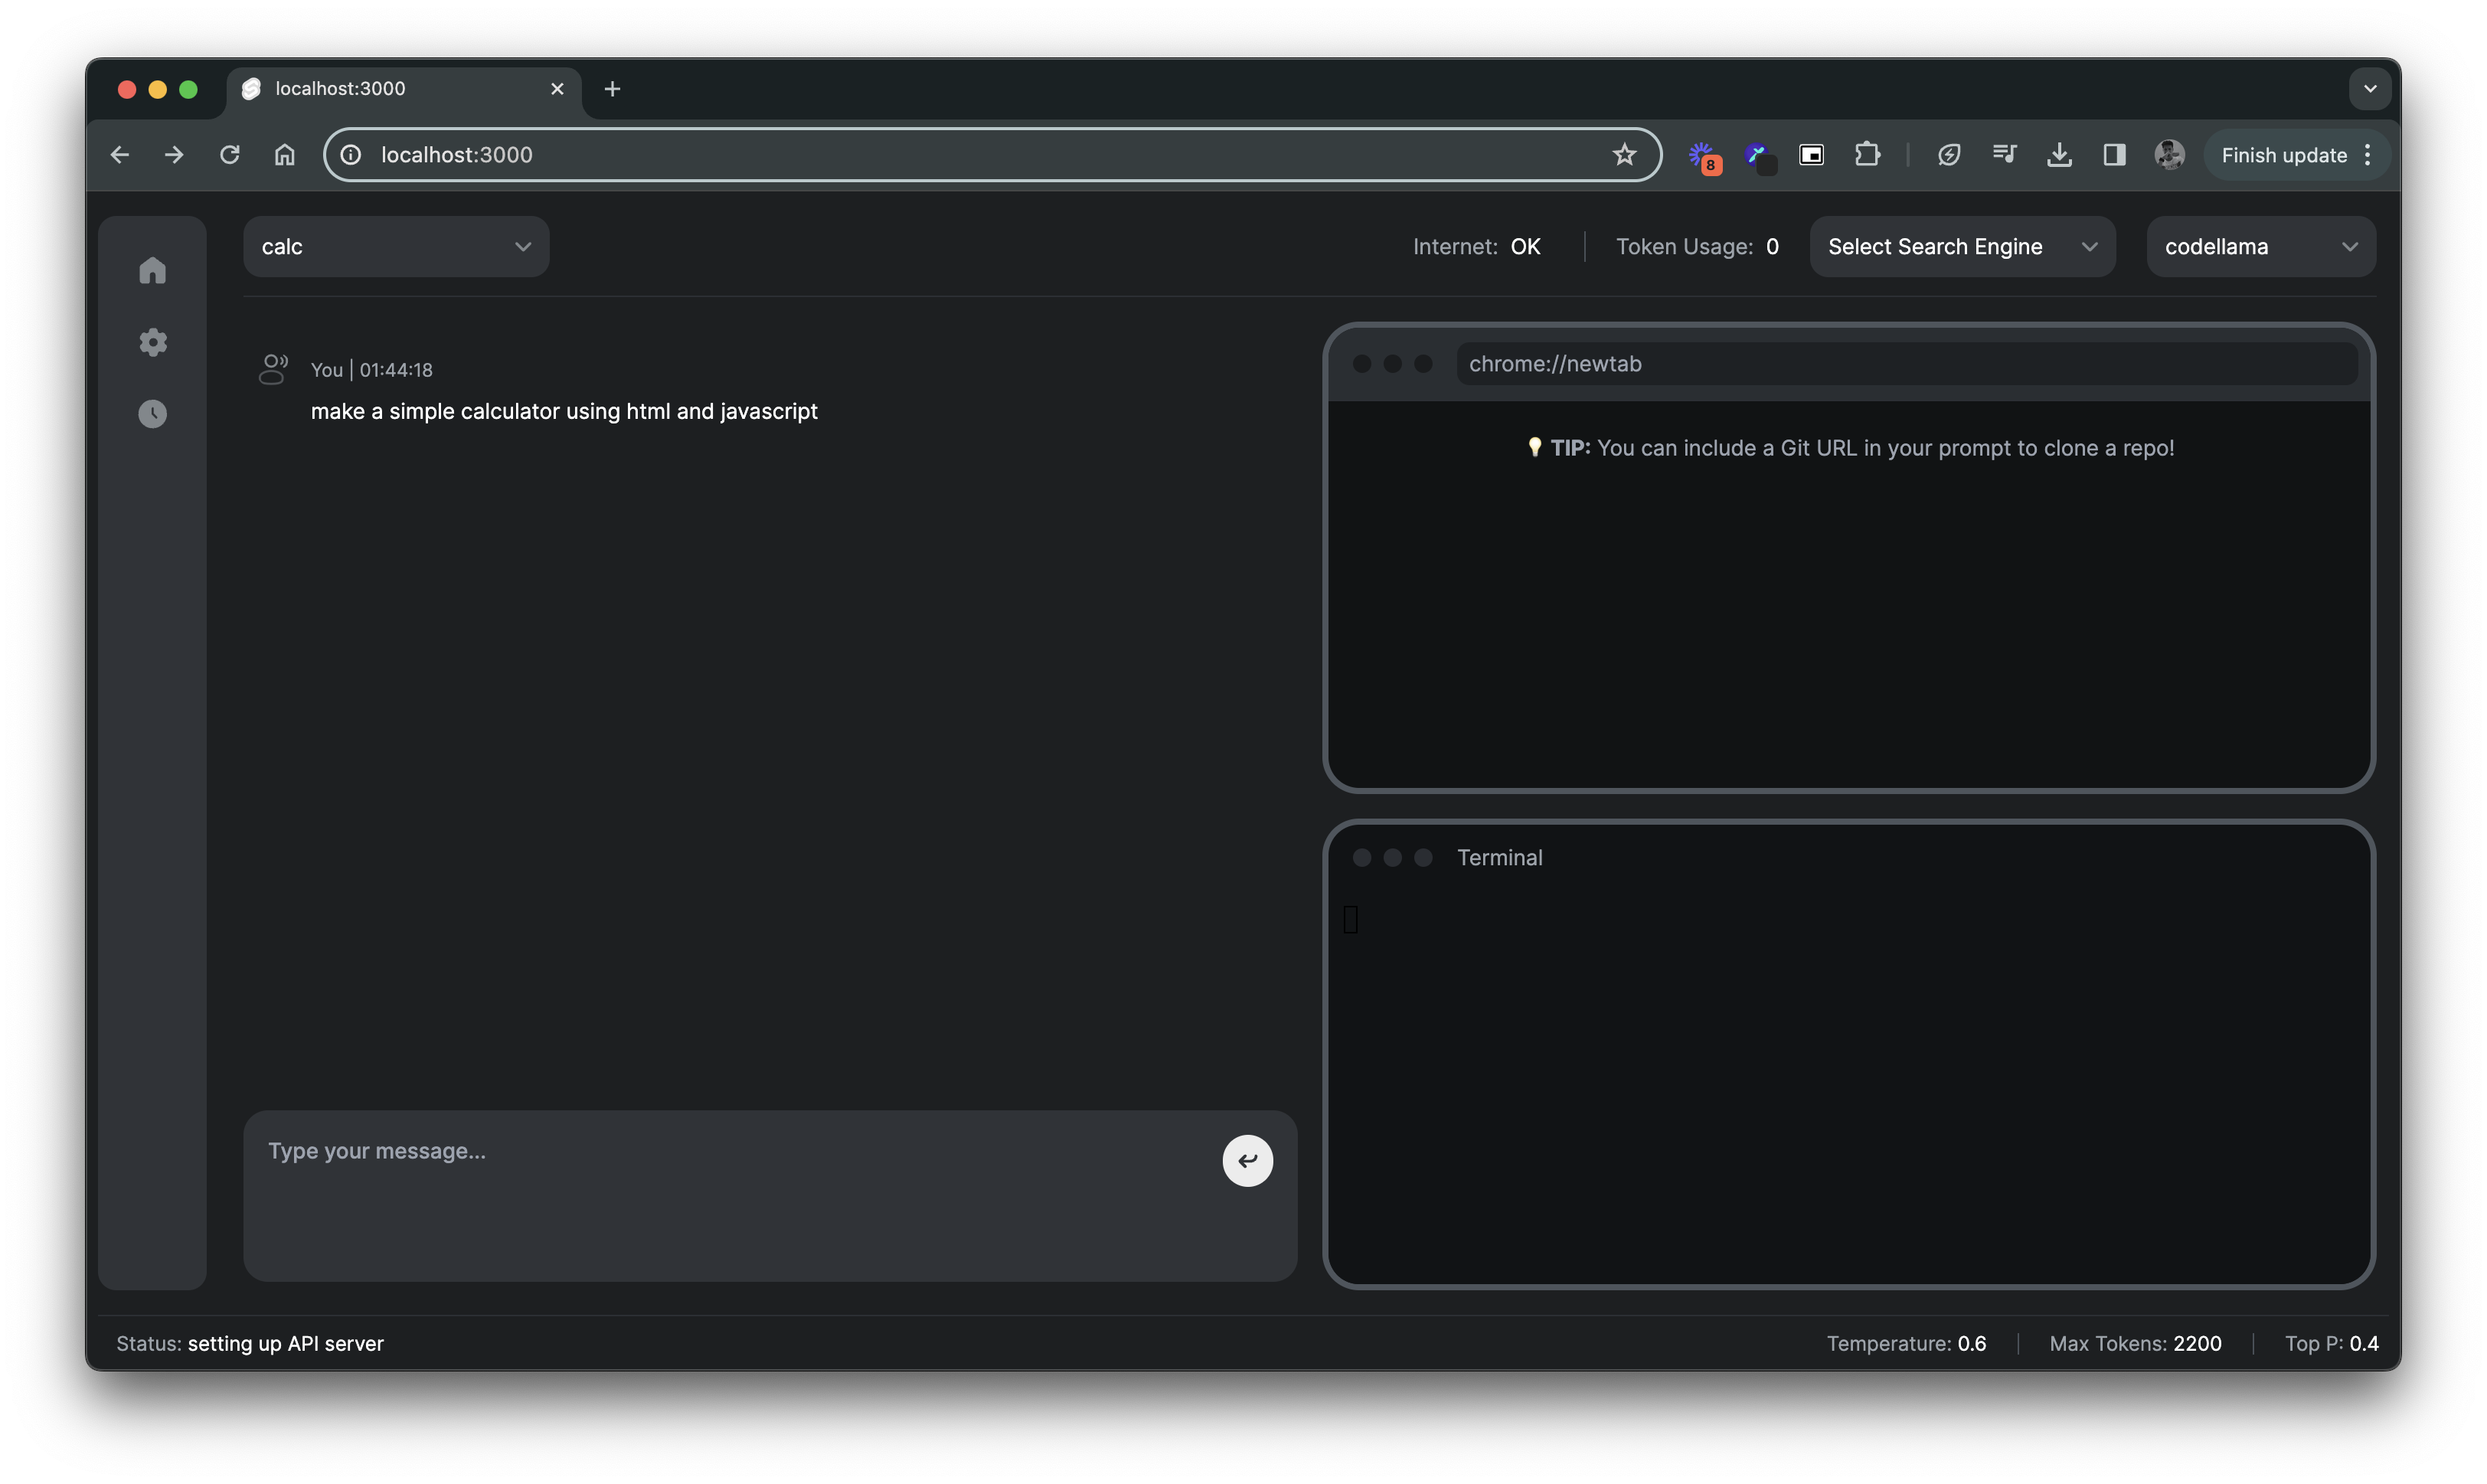 localhost:3000
localhost:3000
8
Finish update
calc
Internet: OK
Token Usage: 0
Select Search Engine
codellama
You | 01:44:18
make a simple calculator using html and javascript
chrome://newtab
💡 TIP: You can include a Git URL in your prompt to clone a repo!
Terminal
Type your message...
Status: setting up API server
Temperature: 0.6
Max Tokens: 2200
Top P: 0.4